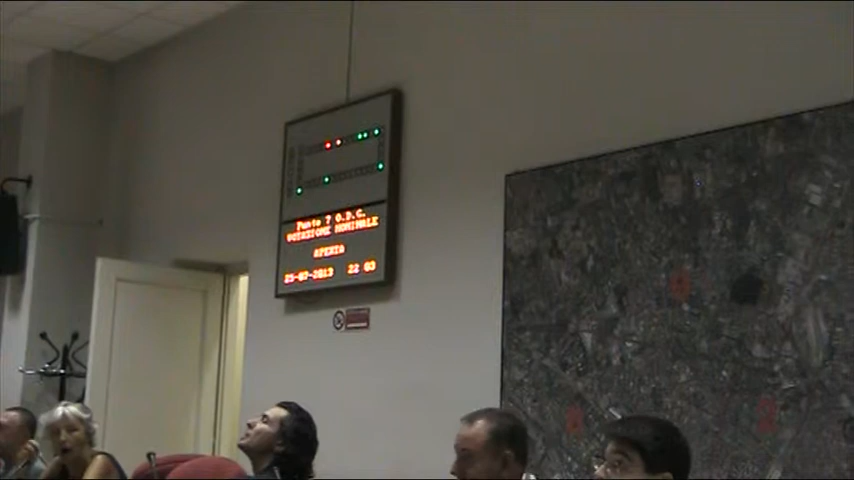 Punto 7 O.D.G.
VOTAZIONE NOMINALE
APERTA
25-07-2013 22 03